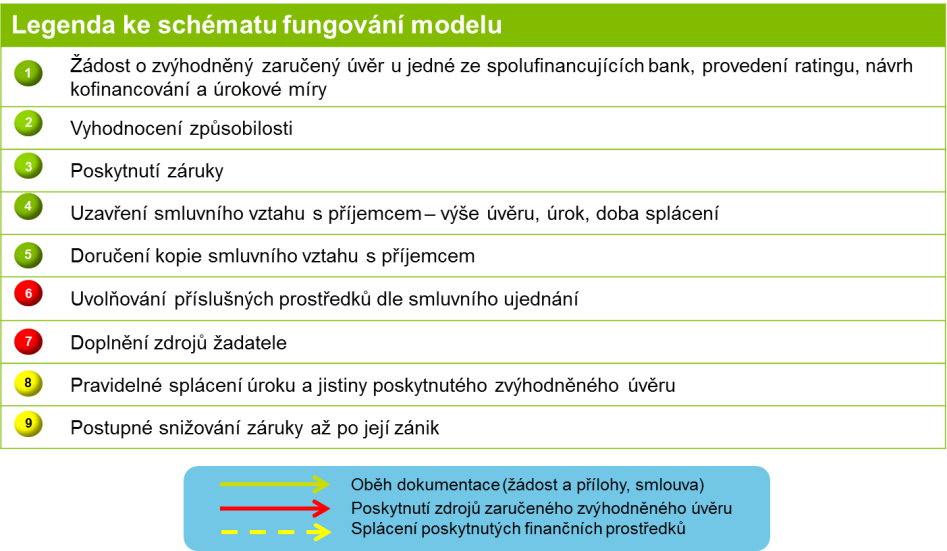 Legenda ke schématu fungování modelu
1 Žádost o zvýhodněný zaručený úvěr u jedné ze spolufinancujících bank, provedení ratingu, návrh
kofinancování a úrokové míry
2 Vyhodnocení způsobilosti
3 Poskytnutí záruky
4 Uzavření smluvního vztahu s příjemcem – výše úvěru, úrok, doba splácení
5 Doručení kopie smluvního vztahu s příjemcem
6 Uvolňování příslušných prostředků dle smluvního ujednání
7 Doplnění zdrojů žadatele
8 Pravidelné splácení úroku a jistiny poskytnutého zvýhodněného úvěru
9 Postupné snižování záruky až po její zánik
Oběh dokumentace (žádost a přílohy, smlouva)
Poskytnutí zdrojů zaručeného zvýhodněného úvěru
Splácení poskytnutých finančních prostředků